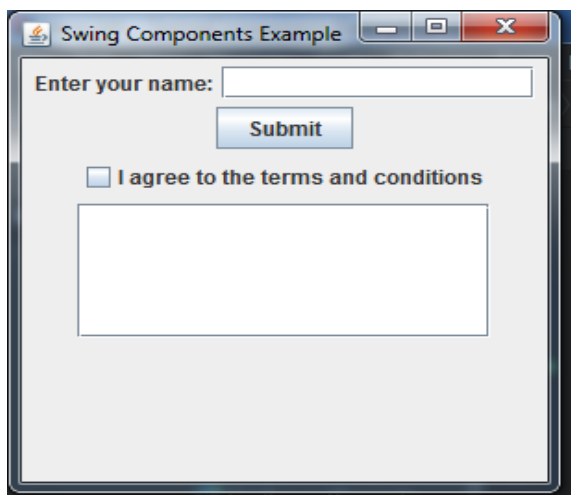 Swing Components Example
Enter your name:
Submit
I agree to the terms and conditions